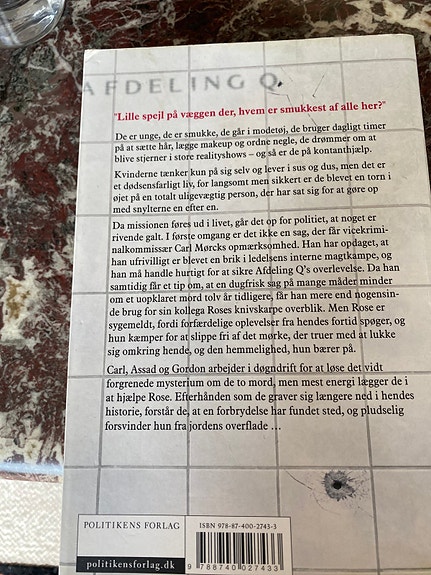 AFDELING Q
"Lille spejl på væggen der, hvem er smukkest af alle her?"
De er unge, de er smukke, de går i modetøj, de bruger dagligt timer
på at sætte hår, lægge makeup og ordne negle, de drømmer om at
blive stjerner i store realityshows – og så er de på kontanthjælp.
Kvinderne tænker kun på sig selv og lever i sus og dus, men det er
et dødsensfarligt liv, for langsomt men sikkert er de blevet en torn i
øjet på en totalt uligevægtig person, der har sat sig for at gøre op
med snylterne en efter en.
Da missionen føres ud i livet, går det op for politiet, at noget er
rivende galt. I første omgang er det ikke en sag, der får vicekrimi-
nalkommissær Carl Mørcks opmærksomhed. Han har opdaget, at
han ufrivilligt er blevet en brik i ledelsens interne magtkampe, og
han må handle hurtigt for at sikre Afdeling Q's overlevelse. Da han
samtidig får et tip om, at en dugfrisk sag på mange måder minder
om et uopklaret mord tolv år tidligere, får han mere end nogensin-
de brug for sin kollega Roses knivskarpe overblik. Men Rose er
sygemeldt, fordi forfærdelige oplevelser fra hendes fortid spøger, og
hun kæmper for at slippe fri af det mørke, der truer med at lukke
sig omkring hende, og den hemmelighed, hun bærer på.
Carl, Assad og Gordon arbejder i døgndrift for at løse det vidt
forgrenede mysterium om de to mord, men mest energi lægger de i
at hjælpe Rose. Efterhånden som de graver sig længere ned i hendes
historie, forstår de, at en forbrydelse har fundet sted, og pludselig
forsvinder hun fra jordens overflade ...
POLITIKENS FORLAG
politikensforlag.dk
ISBN 978-87-400-2743-3
9 788740 027433